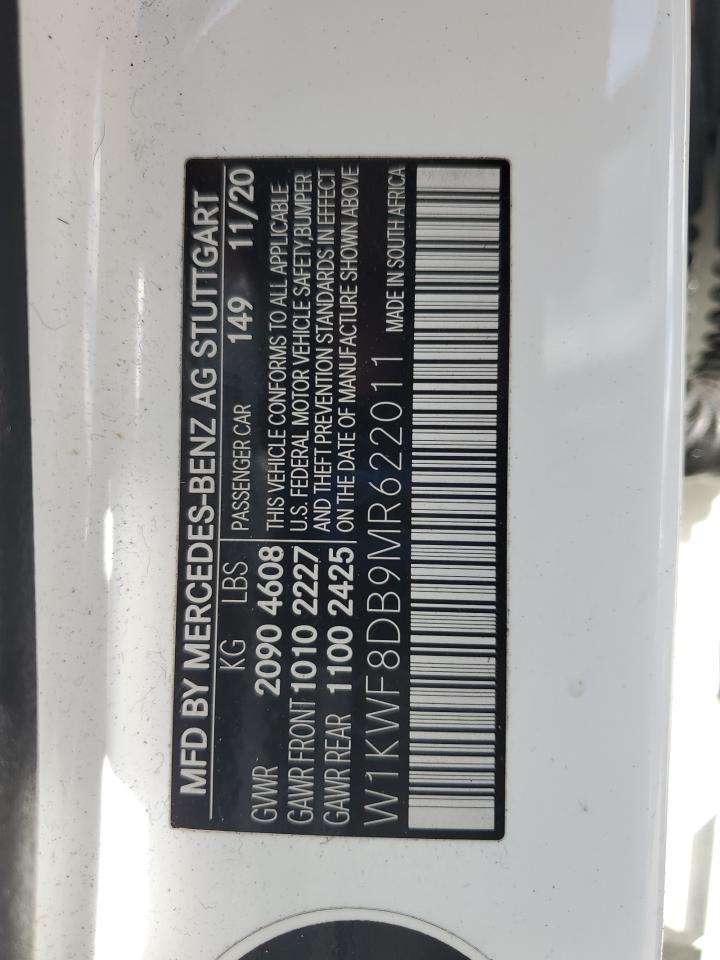 MFD BY MERCEDES-BENZ AG STUTTGART
KG LBS PASSENGER CAR 149 11/20
GVWR 2090 4608 THIS VEHICLE CONFORMS TO ALL APPLICABLE
GAWR FRONT 1010 2227 U.S. FEDERAL MOTOR VEHICLE SAFETY,BUMPER
GAWR REAR 1100 2425 AND THEFT PREVENTION STANDARDS IN EFFECT
ON THE DATE OF MANUFACTURE SHOWN ABOVE
W1KWF8DB9MR622011 MADE IN SOUTH AFRICA